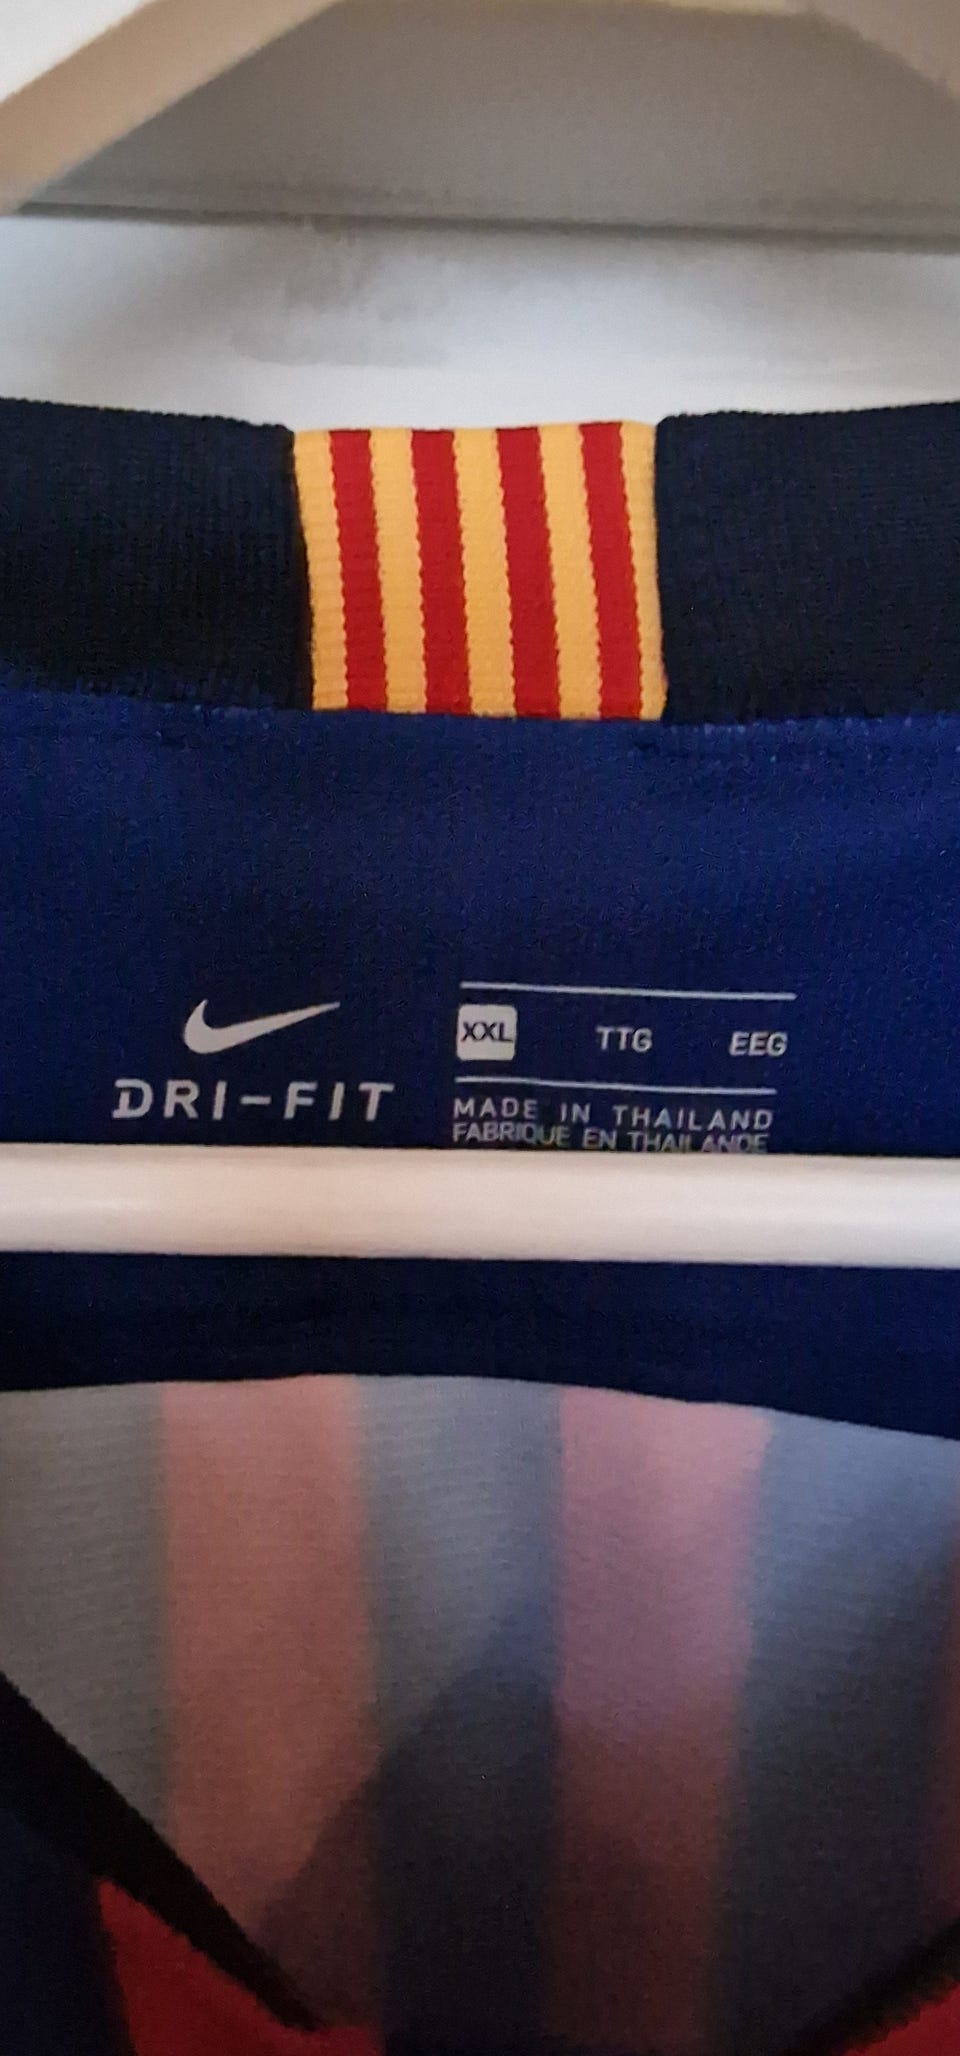 DRI-FIT
XXL TTG EEG
MADE IN THAILAND
FABRIQUE EN THAILANDE